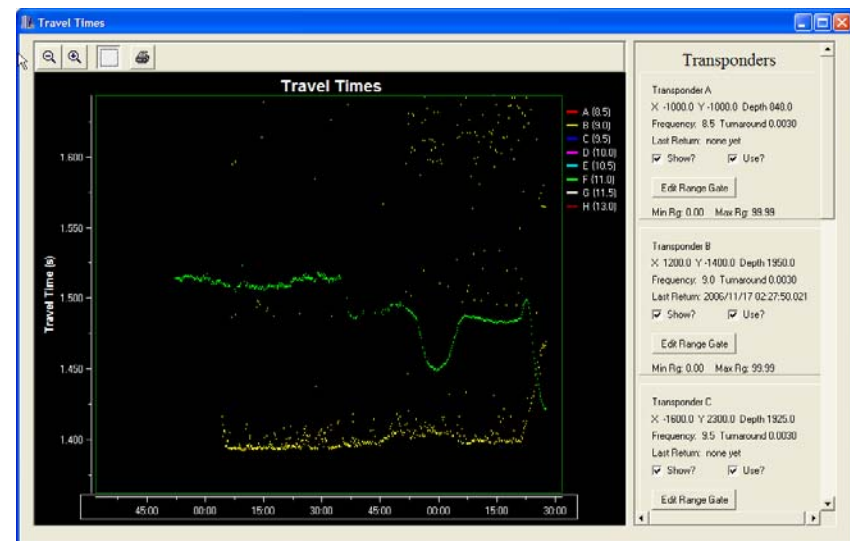 Travel Times
Travel Times
A (8.5)
B (9.0)
C (9.5)
D (10.0)
E (10.5)
F (11.0)
G (11.5)
H (13.0)
Travel Time (s)
1.600
1.550
1.500
1.450
1.400
45:00 00:00 15:00 30:00 45:00 00:00 15:00 30:00
Transponders
Transponder A
X -1000.0 Y -1000.0 Depth 848.0
Frequency: 8.5 Turnaround 0.0030
Last Return: none yet
Show? Use?
Edit Range Gate
Min Rg: 0.00 Max Rg: 99.99
Transponder B
X 1200.0 Y -1400.0 Depth 1950.0
Frequency: 9.0 Turnaround 0.0030
Last Return: 2006/11/17 02:27:50.021
Show? Use?
Edit Range Gate
Min Rg: 0.00 Max Rg: 99.99
Transponder C
X -1600.0 Y 2300.0 Depth 1925.0
Frequency: 9.5 Turnaround 0.0030
Last Return: none yet
Show? Use?
Edit Range Gate